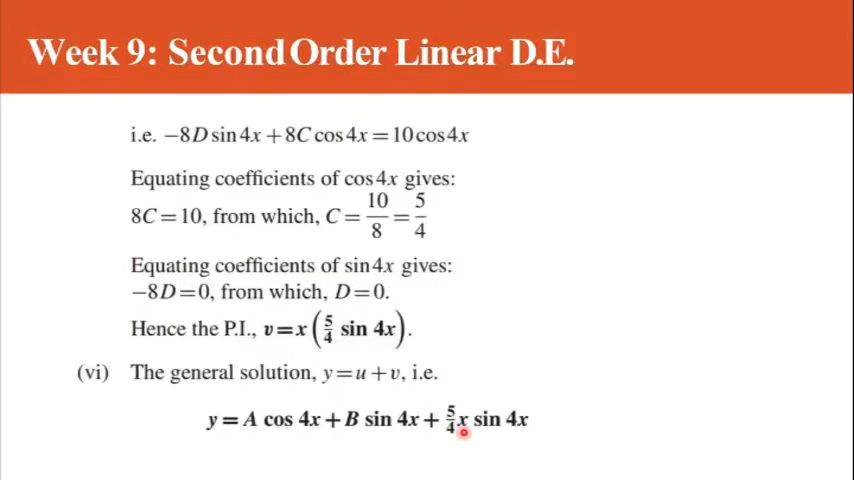 Week 9: Second Order Linear D.E.
i.e. −8D sin 4x + 8C cos 4x = 10 cos 4x
Equating coefficients of cos 4x gives:
8C = 10, from which, C = 10/8 = 5/4
Equating coefficients of sin 4x gives:
−8D = 0, from which, D = 0.
Hence the P.I., v = x(5/4 sin 4x).
(vi) The general solution, y = u + v, i.e.
y = A cos 4x + B sin 4x + 5/4 x sin 4x